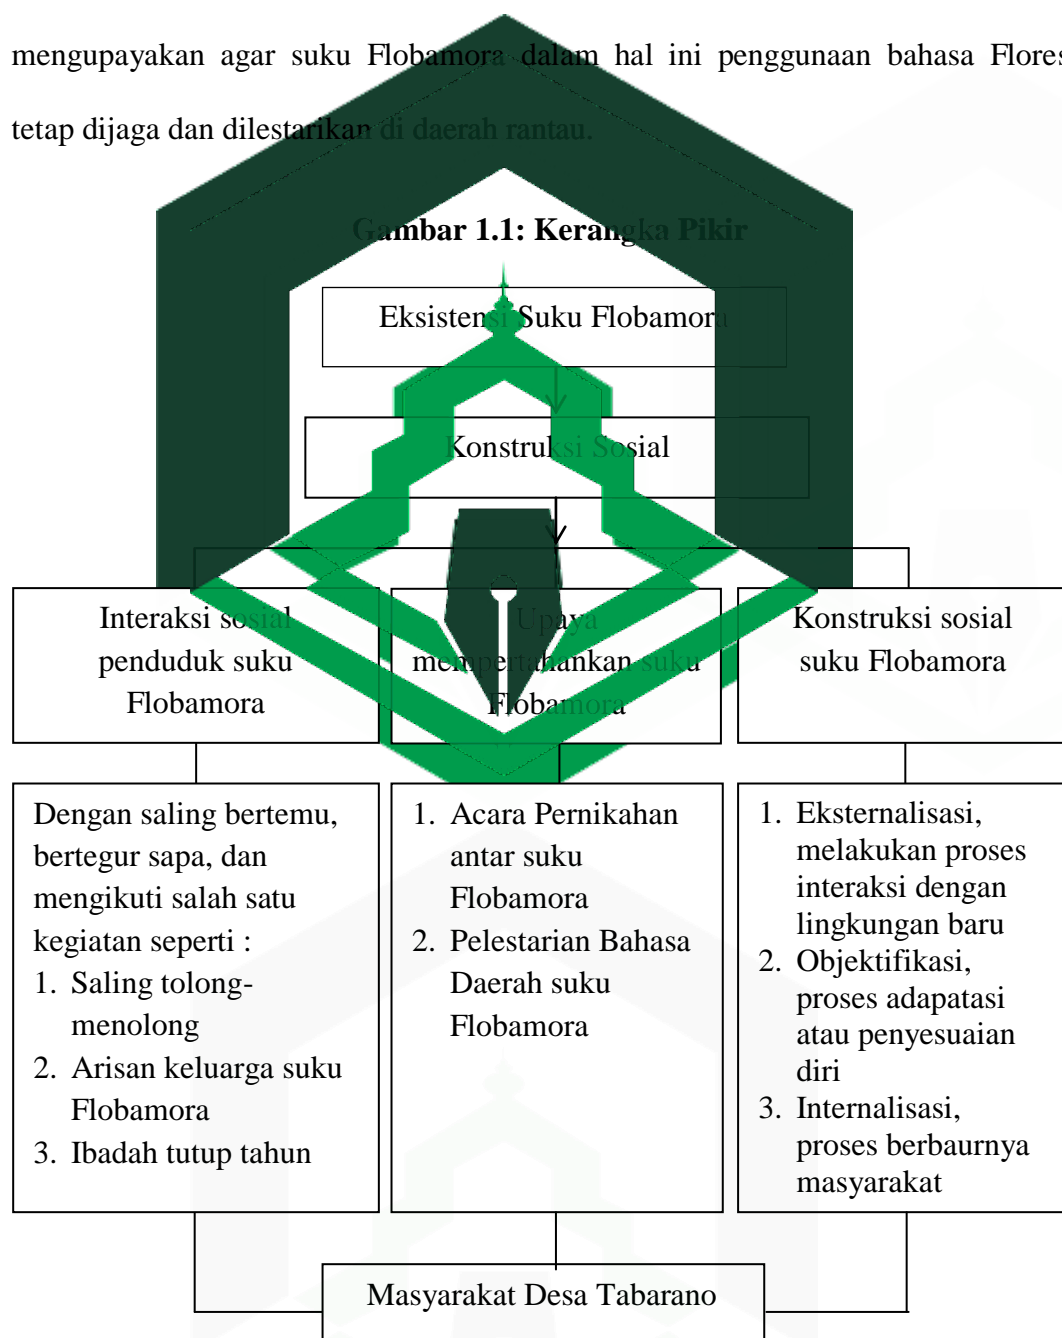 mengupayakan agar suku Flobamora dalam hal ini penggunaan bahasa Flores
tetap dijaga dan dilestarikan di daerah rantau.
Gambar 1.1: Kerangka Pikir
Eksistensi Suku Flobamora
Konstruksi Sosial
Interaksi sosial
penduduk suku
Flobamora
Upaya
mempertahankan suku
Flobamora
Konstruksi sosial
suku Flobamora
Dengan saling bertemu,
bertegur sapa, dan
mengikuti salah satu
kegiatan seperti :
1. Saling tolong-
menolong
2. Arisan keluarga suku
Flobamora
3. Ibadah tutup tahun
1. Acara Pernikahan
antar suku
Flobamora
2. Pelestarian Bahasa
Daerah suku
Flobamora
1. Eksternalisasi,
melakukan proses
interaksi dengan
lingkungan baru
2. Objektifikasi,
proses adapatasi
atau penyesuaian
diri
3. Internalisasi,
proses berbaurnya
masyarakat
Masyarakat Desa Tabarano